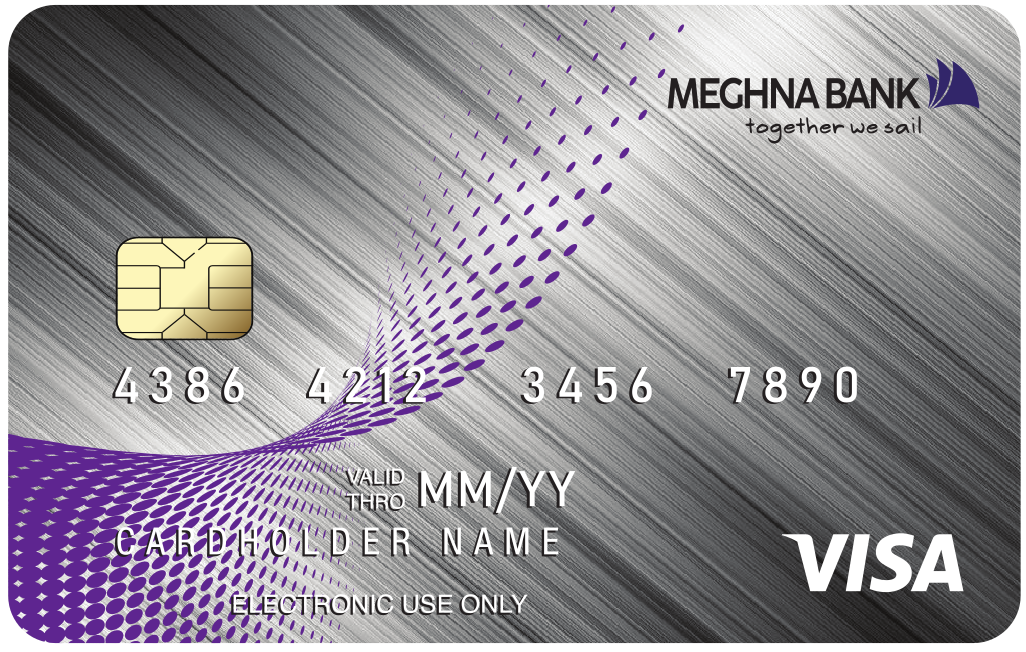 MEGHNA BANK
together we sail
4386 4212 3456 7890
VALID
THRO MM/YY
CARDHOLDER NAME
ELECTRONIC USE ONLY
VISA